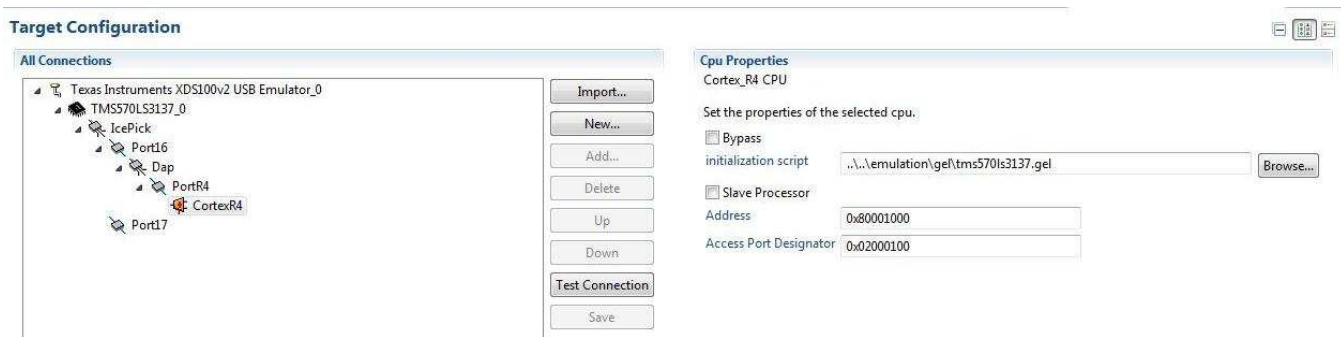 Target Configuration
All Connections
Texas Instruments XDS100v2 USB Emulator_0
TMS570LS3137_0
IcePick
Port16
Dap
PortR4
CortexR4
Port17
Import...
New...
Add...
Delete
Up
Down
Test Connection
Save
Cpu Properties
Cortex_R4 CPU
Set the properties of the selected cpu.
Bypass
initialization script ..\..\emulation\gel\tms570ls3137.gel Browse...
Slave Processor
Address 0x80001000
Access Port Designator 0x02000100